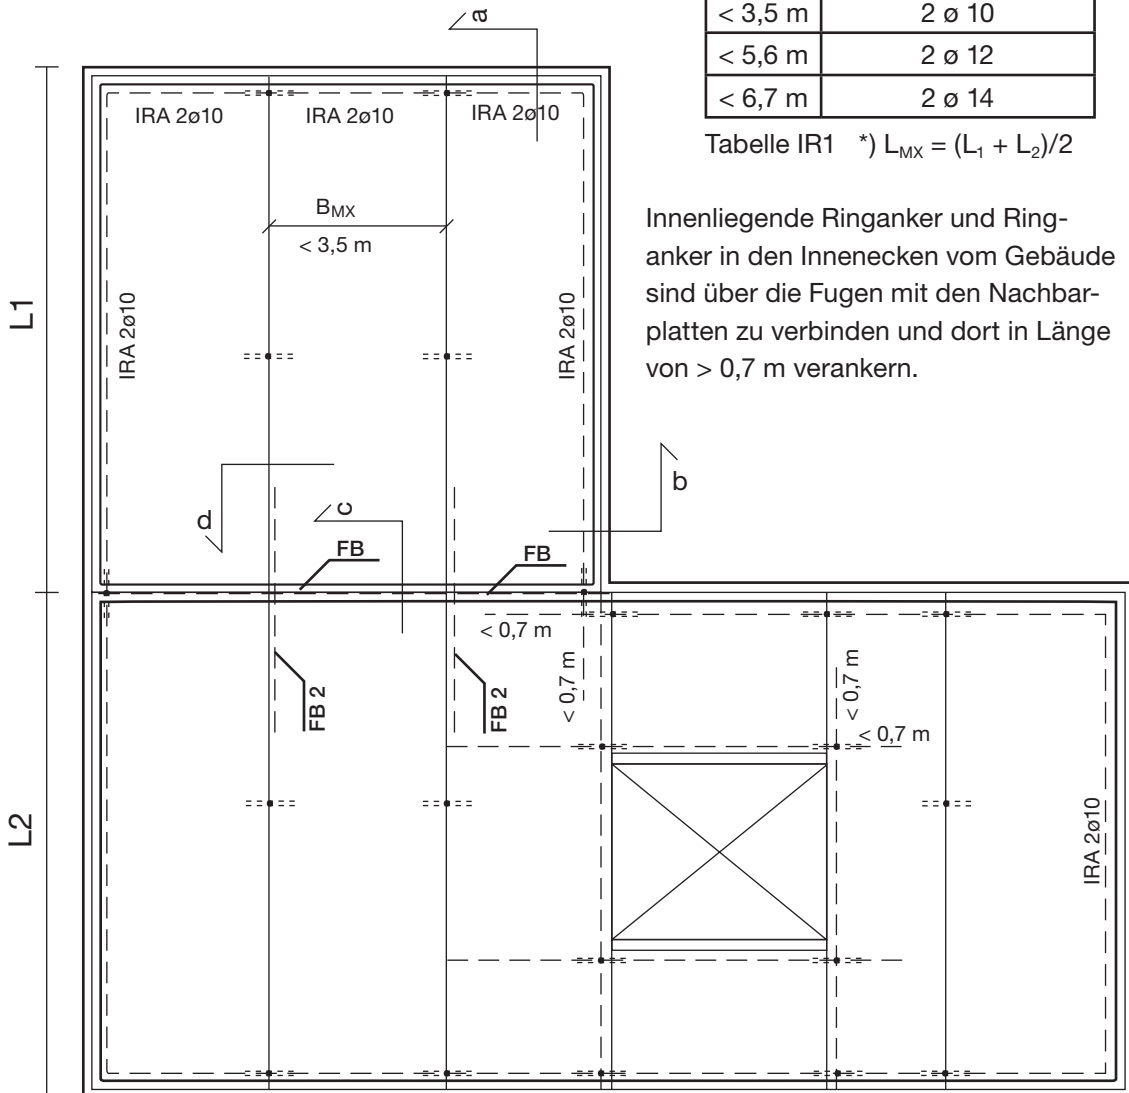 a
< 3,5 m 2 ø 10
< 5,6 m 2 ø 12
< 6,7 m 2 ø 14
Tabelle IR1 *) L_MX = (L_1 + L_2)/2
IRA 2ø10
IRA 2ø10
IRA 2ø10
B_MX
< 3,5 m
Innenliegende Ringanker und Ring-
anker in den Innenecken vom Gebäude
sind über die Fugen mit den Nachbar-
platten zu verbinden und dort in Länge
von > 0,7 m verankern.
L1
IRA 2ø10
IRA 2ø10
b
d
c
FB
FB
< 0,7 m
< 0,7 m
< 0,7 m
< 0,7 m
FB 2
FB 2
L2
IRA 2ø10